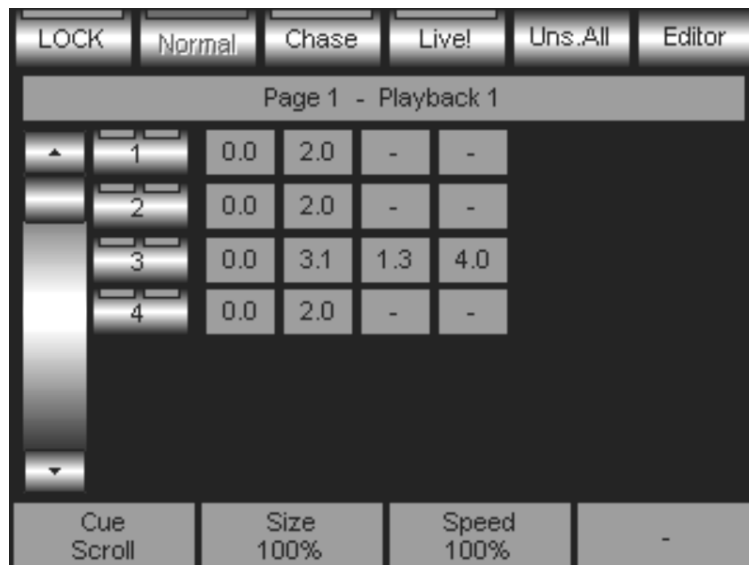 LOCK Normal Chase Live! Uns.All Editor
Page 1 - Playback 1
1 0.0 2.0 - -
2 0.0 2.0 - -
3 0.0 3.1 1.3 4.0
4 0.0 2.0 - -
Cue Size Speed -
Scroll 100% 100%